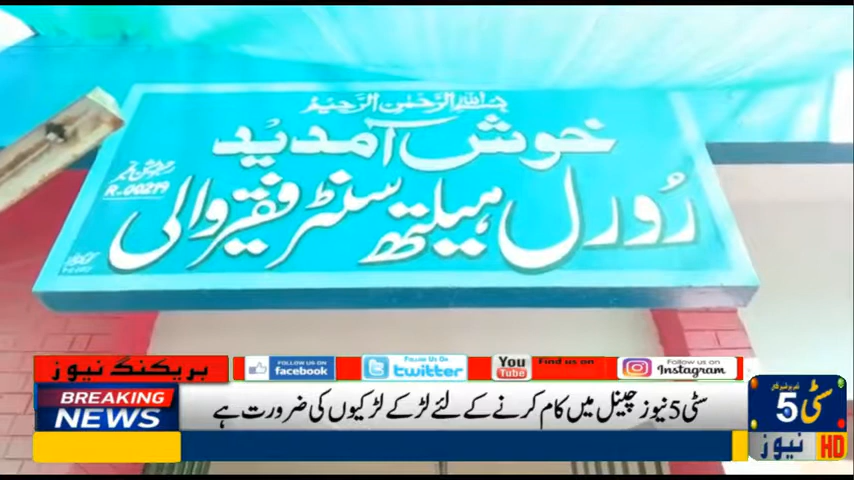 بسم اللہ الرحمن الرحیم
خوش آمدید
R.00219
رورل ہیلتھ سنٹر فقیر والی
بریکنگ نیوز
FOLLOW US ON
facebook
Follow Us On
twitter
You
Tube
Find us on
Follow us on
Instagram
BREAKING
NEWS
سٹی 5 نیوز چینل میں کام کرنے کے لئے لڑکے لڑکیوں کی ضرورت ہے
سٹی 5
نیوز HD